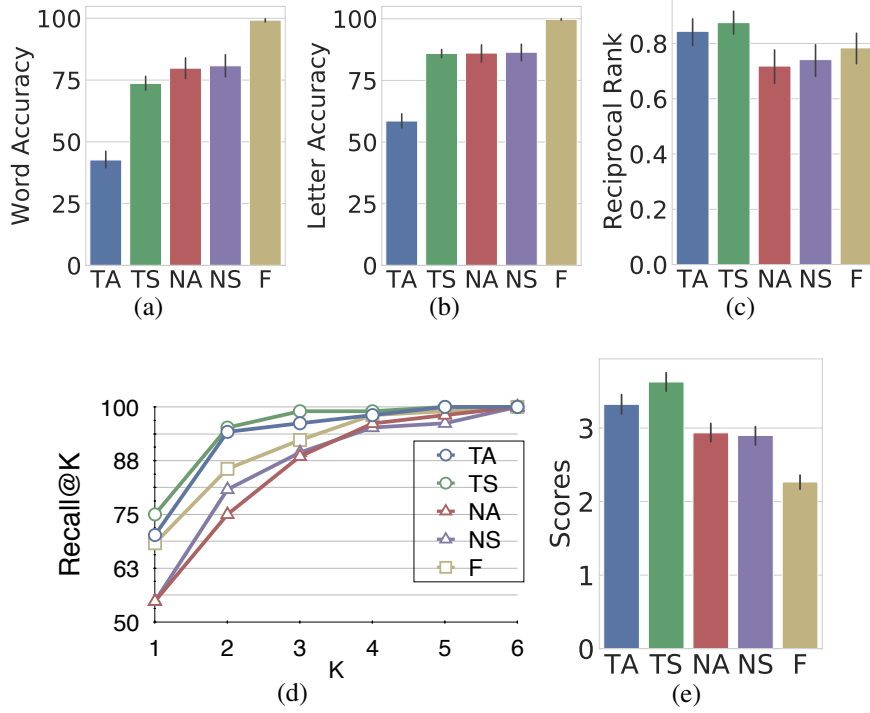 Word Accuracy
100
75
50
25
0
TA TS NA NS F
(a)
Letter Accuracy
100
75
50
25
0
TA TS NA NS F
(b)
Reciprocal Rank
0.8
0.6
0.4
0.2
0.0
TA TS NA NS F
(c)
Recall@K
100
88
75
63
50
1 2 3 4 5 6
K
TA
TS
NA
NS
F
(d)
Scores
3
2
1
0
TA TS NA NS F
(e)